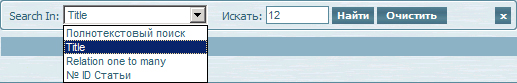 Search In: Title Искать: 12 Найти Очистить x
Полнотекстовый поиск
Title
Relation one to many
№ ID Статьи